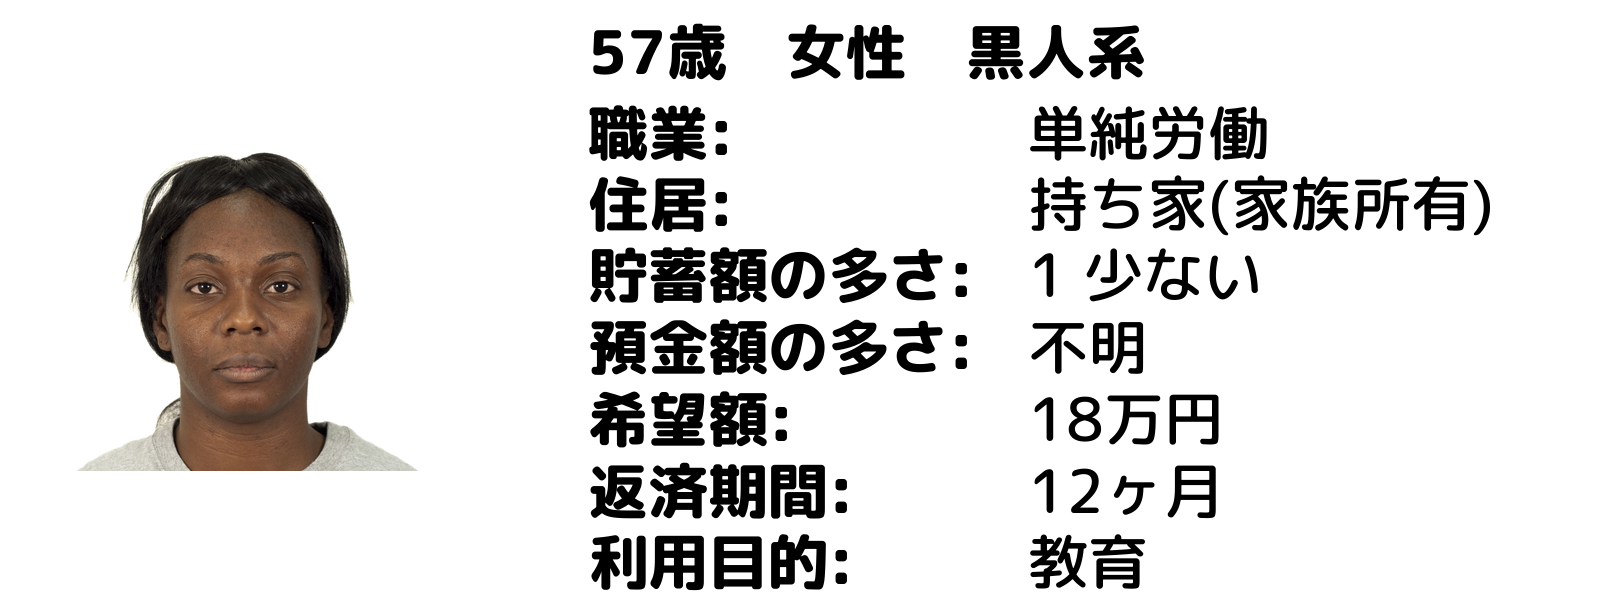 57歳　女性　黒人系
職業: 単純労働
住居: 持ち家(家族所有)
貯蓄額の多さ: 1 少ない
預金額の多さ: 不明
希望額: 18万円
返済期間: 12ヶ月
利用目的: 教育